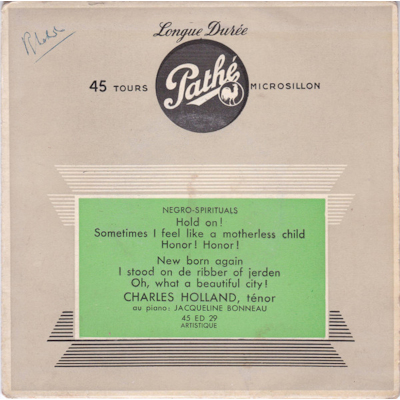 Longue Durée
45 TOURS Pathé MICROSILLON
NEGRO-SPIRITUALS
Hold on!
Sometimes I feel like a motherless child
Honor! Honor!
New born again
I stood on de ribber of jerden
Oh, what a beautiful city!
CHARLES HOLLAND, ténor
au piano: JACQUELINE BONNEAU
45 ED 29
ARTISTIQUE